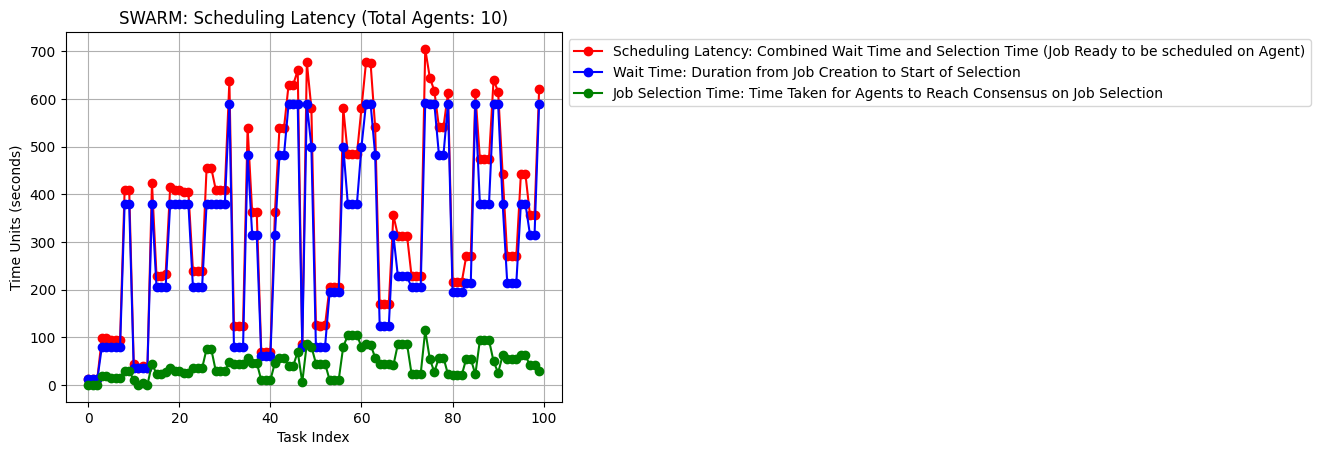 SWARM: Scheduling Latency (Total Agents: 10)
Scheduling Latency: Combined Wait Time and Selection Time (Job Ready to be scheduled on Agent)
Wait Time: Duration from Job Creation to Start of Selection
Job Selection Time: Time Taken for Agents to Reach Consensus on Job Selection
Time Units (seconds)
700
600
500
400
300
200
100
0
0 20 40 60 80 100
Task Index